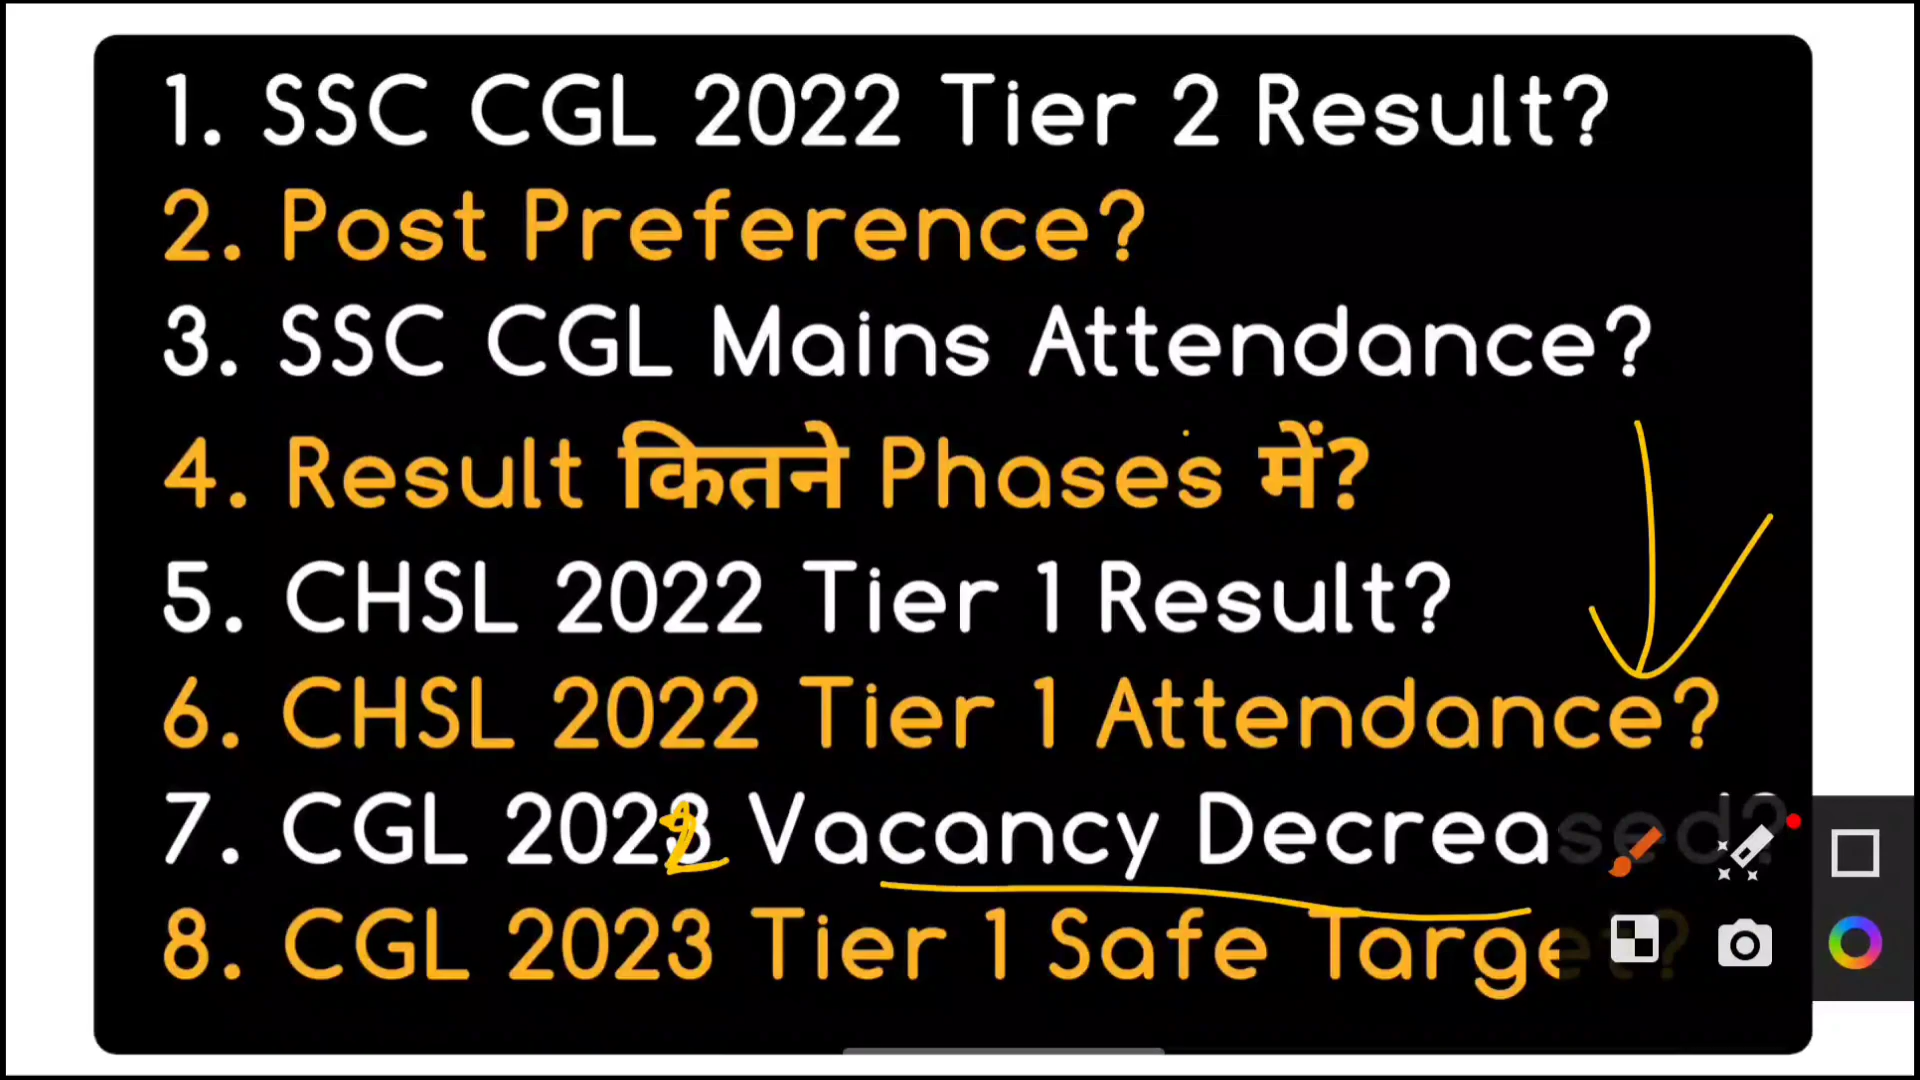 1. SSC CGL 2022 Tier 2 Result?
2. Post Preference?
3. SSC CGL Mains Attendance?
4. Result कितने Phases में?
5. CHSL 2022 Tier 1 Result?
6. CHSL 2022 Tier 1 Attendance?
7. CGL 2023 Vacancy Decreased?
8. CGL 2023 Tier 1 Safe Target?